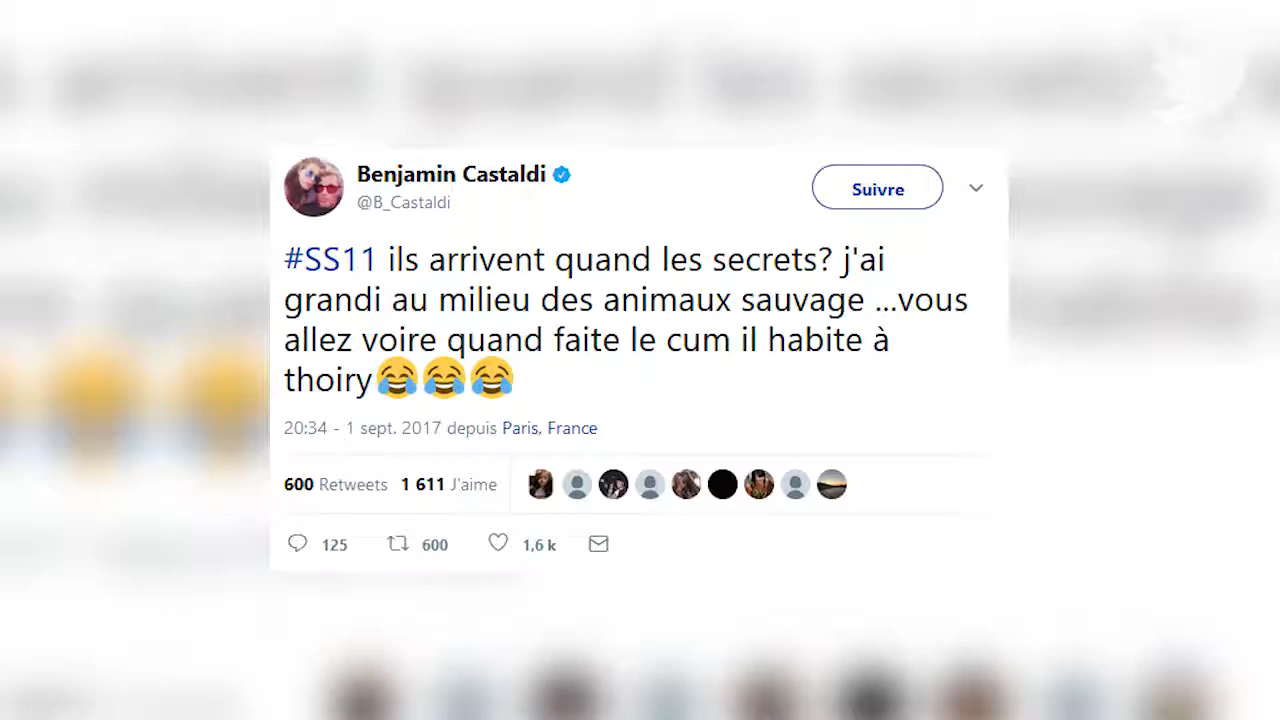 Benjamin Castaldi
@B_Castaldi
Suivre
#SS11 ils arrivent quand les secrets? j'ai
grandi au milieu des animaux sauvage ...vous
allez voire quand faite le cum il habite à
thoiry😂😂😂
20:34 - 1 sept. 2017 depuis Paris, France
600 Retweets 1 611 J'aime
125 600 1,6 k